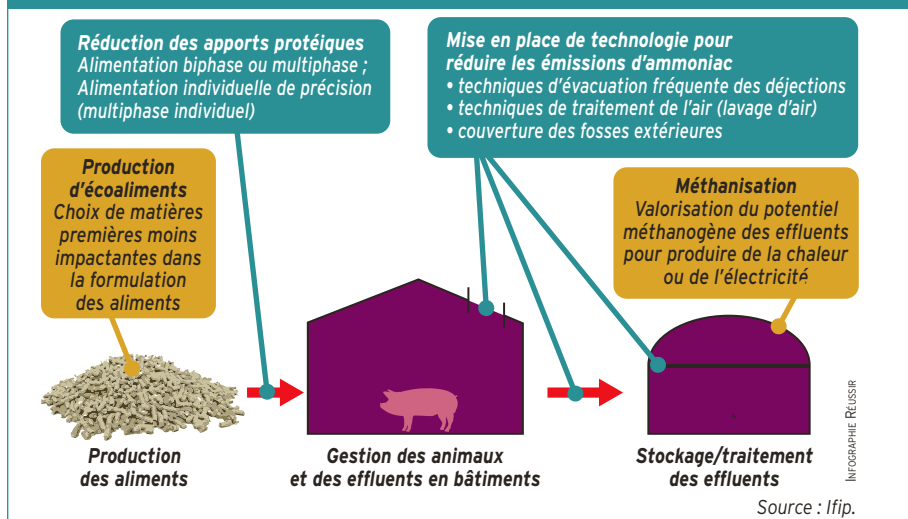 Réduction des apports protéiques
Alimentation biphase ou multiphase ;
Alimentation individuelle de précision
(multiphase individuel)
Mise en place de technologie pour
réduire les émissions d'ammoniac
• techniques d'évacuation fréquente des déjections
• techniques de traitement de l'air (lavage d'air)
• couverture des fosses extérieures
Production
d'écoaliments
Choix de matières
premières moins
impactantes dans
la formulation
des aliments
Méthanisation
Valorisation du potentiel
méthanogène des effluents
pour produire de la chaleur
ou de l'électricité
Production
des aliments
Gestion des animaux
et des effluents en bâtiments
Stockage/traitement
des effluents
INFOGRAPHIE RÉUSSIR
Source : Ifip.